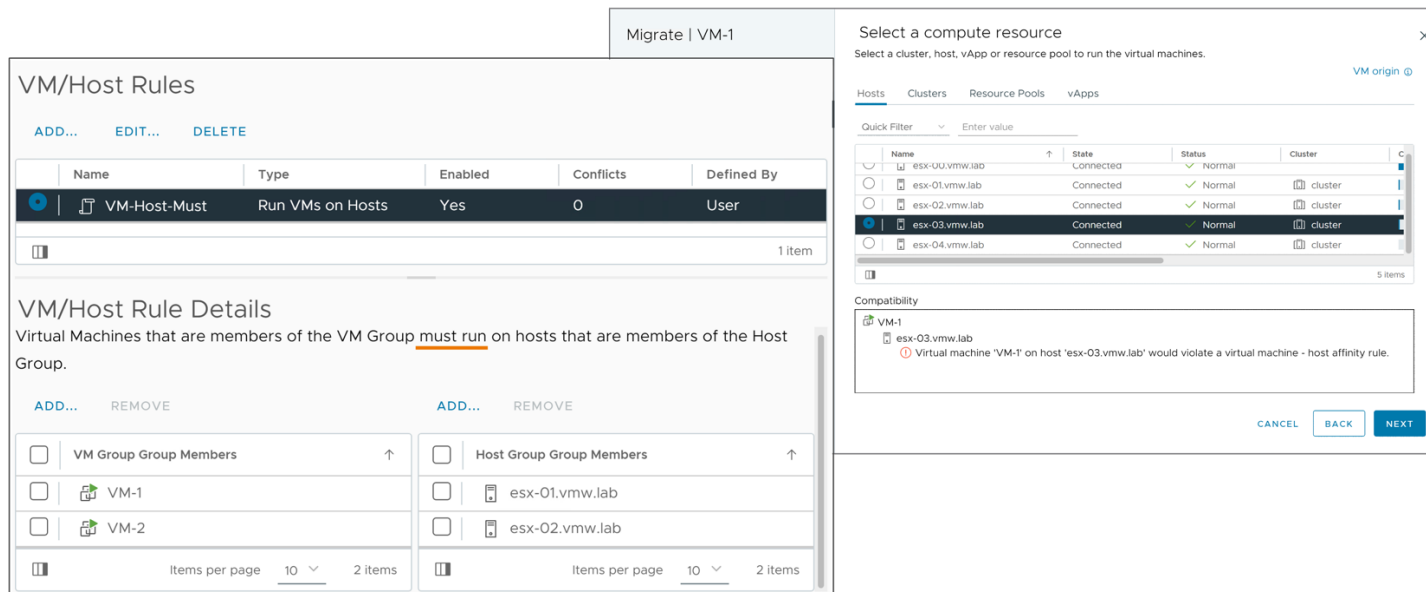 Migrate | VM-1
Select a compute resource
Select a cluster, host, vApp or resource pool to run the virtual machines.
VM origin
Hosts Clusters Resource Pools vApps
Quick Filter Enter value
Name State Status Cluster C
esx-00.vmw.lab Connected Normal
esx-01.vmw.lab Connected Normal cluster
esx-02.vmw.lab Connected Normal cluster
esx-03.vmw.lab Connected Normal cluster
esx-04.vmw.lab Connected Normal cluster
5 items
Compatibility
VM-1
esx-03.vmw.lab
Virtual machine 'VM-1' on host 'esx-03.vmw.lab' would violate a virtual machine - host affinity rule.
CANCEL BACK NEXT
VM/Host Rules
ADD... EDIT... DELETE
Name Type Enabled Conflicts Defined By
VM-Host-Must Run VMs on Hosts Yes 0 User
1 item
VM/Host Rule Details
Virtual Machines that are members of the VM Group must run on hosts that are members of the Host
Group.
ADD... REMOVE ADD... REMOVE
VM Group Group Members Host Group Group Members
VM-1 esx-01.vmw.lab
VM-2 esx-02.vmw.lab
Items per page 10 2 items Items per page 10 2 items